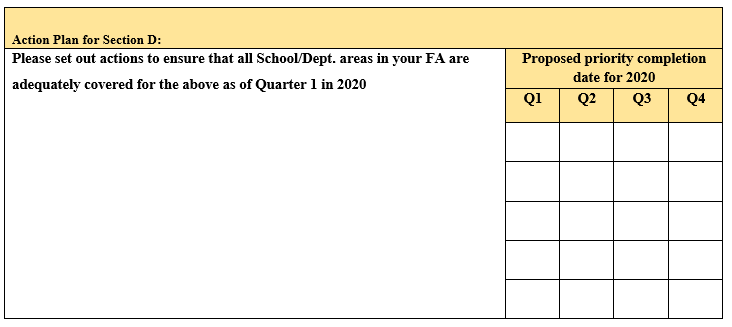 Action Plan for Section D:
Please set out actions to ensure that all School/Dept. areas in your FA are
adequately covered for the above as of Quarter 1 in 2020
Proposed priority completion
date for 2020
Q1 Q2 Q3 Q4